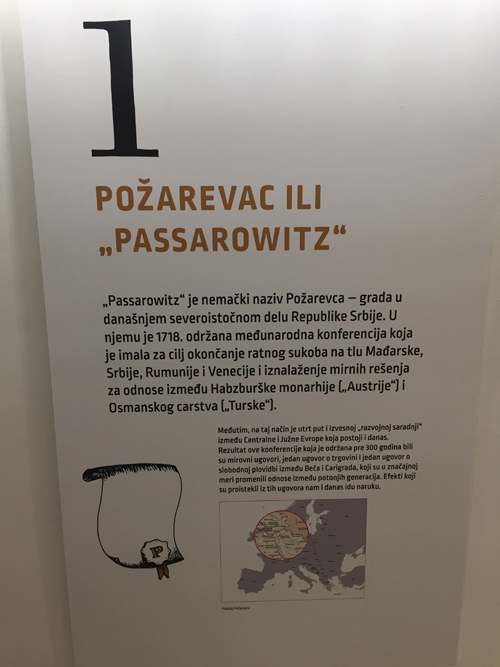 1
POŽAREVAC ILI
„PASSAROWITZ“
„Passarowitz“ je nemački naziv Požarevca – grada u
današnjem severoistočnom delu Republike Srbije. U
njemu je 1718. održana međunarodna konferencija koja
je imala za cilj okončanje ratnog sukoba na tlu Mađarske,
Srbije, Rumunije i Venecije i iznalaženje mirnih rešenja
za odnose između Habzburške monarhije („Austrije“) i
Osmanskog carstva („Turske“).
Međutim, na taj način je utrt put i izvesnoj „razvojnoj saradnji“
između Centralne i Južne Evrope koja postoji i danas.
Rezultat ove konferencije koja je održana pre 300 godina bili
su mirovni ugovori, jedan ugovor o trgovini i jedan ugovor o
slobodnoj plovidbi između Beča i Carigrada, koji su u značajnoj
meri promenili odnose između potonjih generacija. Efekti koji
su proistekli iz tih ugovora nam i danas idu naruku.
P